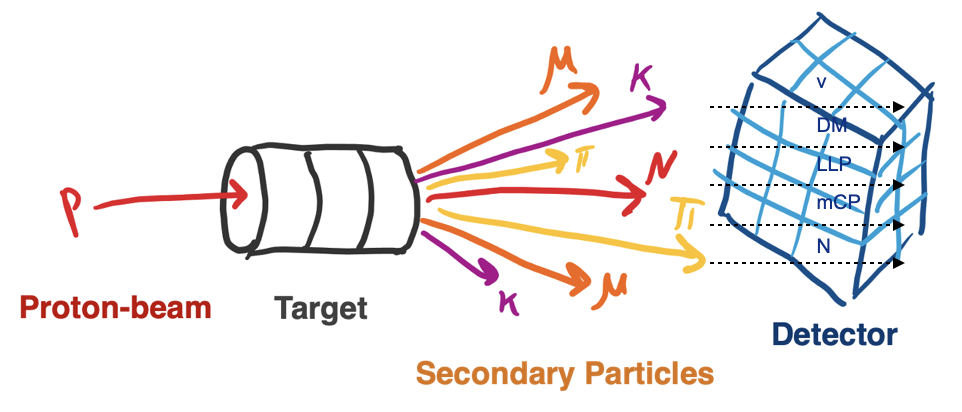 P
μ
K
π
N
π
μ
K
ν
DM
LLP
mCP
N
Proton-beam
Target
Detector
Secondary Particles